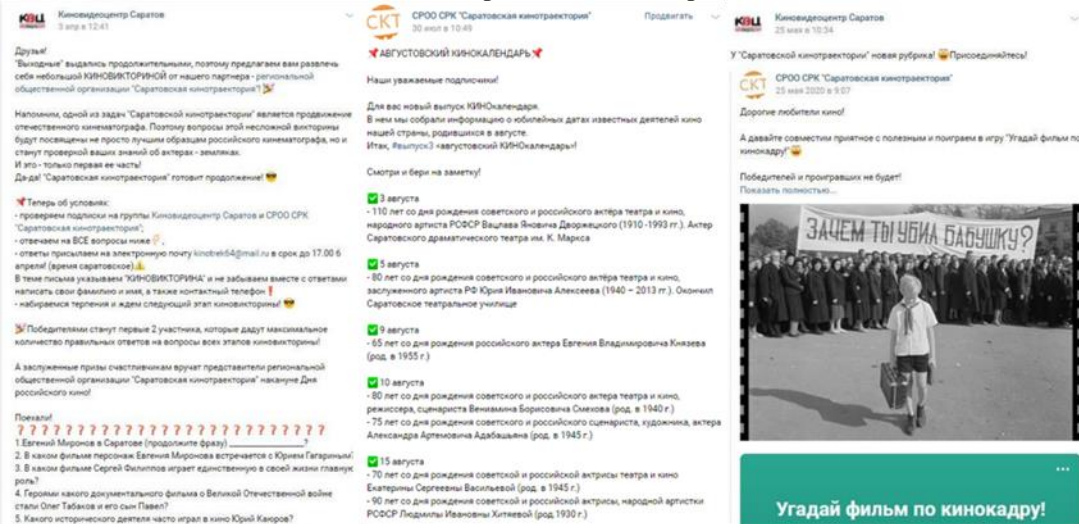 Киновидеоцентр Саратов
3 апр в 12:41
Друзья!
"Выходные" выдались продолжительными, поэтому предлагаем вам развлечь
себя небольшой КИНОВИКТОРИНОЙ от нашего партнера - региональной
общественной организации "Саратовская кинотраектория"!
Напомним, одной из задач "Саратовской кинотраектории" является продвижение
отечественного кинематографа. Поэтому вопросы этой несложной викторины
будут посвящены не просто лучшим образцам российского кинематографа, но и
станут проверкой ваших знаний об актерах - земляках.
И это - только первая ее часть!
Да-да! "Саратовская кинотраектория" готовит продолжение!
Теперь об условиях:
- проверяем подписки на группы Киновидеоцентр Саратов и СРОО СРК
"Саратовская кинотраектория";
- отвечаем на ВСЕ вопросы ниже
- ответы присылаем на электронную почту kinotrek64@mail.ru в срок до 17.00 6
апреля! (время саратовское)
В теме письма указываем "КИНОВИКТОРИНА" и не забываем вместе с ответами
написать свои фамилию и имя, а также контактный телефон
- набираемся терпения и ждем следующий этап киновикторины!
Победителями станут первые 2 участника, которые дадут максимальное
количество правильных ответов на вопросы всех этапов киновикторины!
А заслуженные призы счастливчикам вручат представители региональной
общественной организации "Саратовская кинотраектория" накануне Дня
российского кино!
Поехали!
1.Евгений Миронов в Саратове (продолжите фразу) ____________?
2. В каком фильме персонаж Евгения Миронова встречается с Юрием Гагариным?
3. В каком фильме Сергей Филиппов играет единственную в своей жизни главную
роль?
4. Героями какого документального фильма о Великой Отечественной войне
стали Олег Табаков и его сын Павел?
5. Какого исторического деятеля часто играл в кино Юрий Каюров?
СКТ
СРОО СРК "Саратовская кинотраектория"
Продвигать
30 июл в 10:49
АВГУСТОВСКИЙ КИНОКАЛЕНДАРЬ
Наши уважаемые подписчики!
Для вас новый выпуск КИНОкалендаря.
В нем мы собрали информацию о юбилейных датах известных деятелей кино
нашей страны, родившихся в августе.
Итак, #выпуск3 «августовский КИНОкалендарь»!
Смотри и бери на заметку!
3 августа
- 110 лет со дня рождения советского и российского актёра театра и кино,
народного артиста РСФСР Вацлава Яновича Дворжецкого (1910 -1993 гг.). Актер
Саратовского драматического театра им. К. Маркса
5 августа
- 80 лет со дня рождения советского и российского актёра театра и кино,
заслуженного артиста РФ Юрия Ивановича Алексеева (1940 – 2013 гг.). Окончил
Саратовское театральное училище
9 августа
- 65 лет со дня рождения российского актера Евгения Владимировича Князева
(род. в 1955 г.)
10 августа
- 80 лет со дня рождения советского и российского актера театра и кино,
режиссера, сценариста Вениамина Борисовича Смехова (род. в 1940 г.)
- 75 лет со дня рождения советского и российского сценариста, художника, актера
Александра Артемовича Адабашьяна (род. в 1945 г.)
15 августа
- 70 лет со дня рождения советской и российской актрисы театра и кино
Екатерины Сергеевны Васильевой (род. в 1945 г.)
- 90 лет со дня рождения советской и российской актрисы, народной артистки
РСФСР Людмилы Ивановны Хитяевой (род.1930 г.)
Киновидеоцентр Саратов
25 мая в 10:34
У "Саратовской кинотраектории" новая рубрика! Присоединяйтесь!
СКТ
СРОО СРК "Саратовская кинотраектория"
25 мая 2020 в 9:07
Дорогие любители кино!
А давайте совместим приятное с полезным и поиграем в игру "Угадай фильм по
кинокадру!"
Победителей и проигравших не будет!
Показать полностью...
ЗАЧЕМ ТЫ УБИЛ БАБУШКУ?
Угадай фильм по кинокадру!